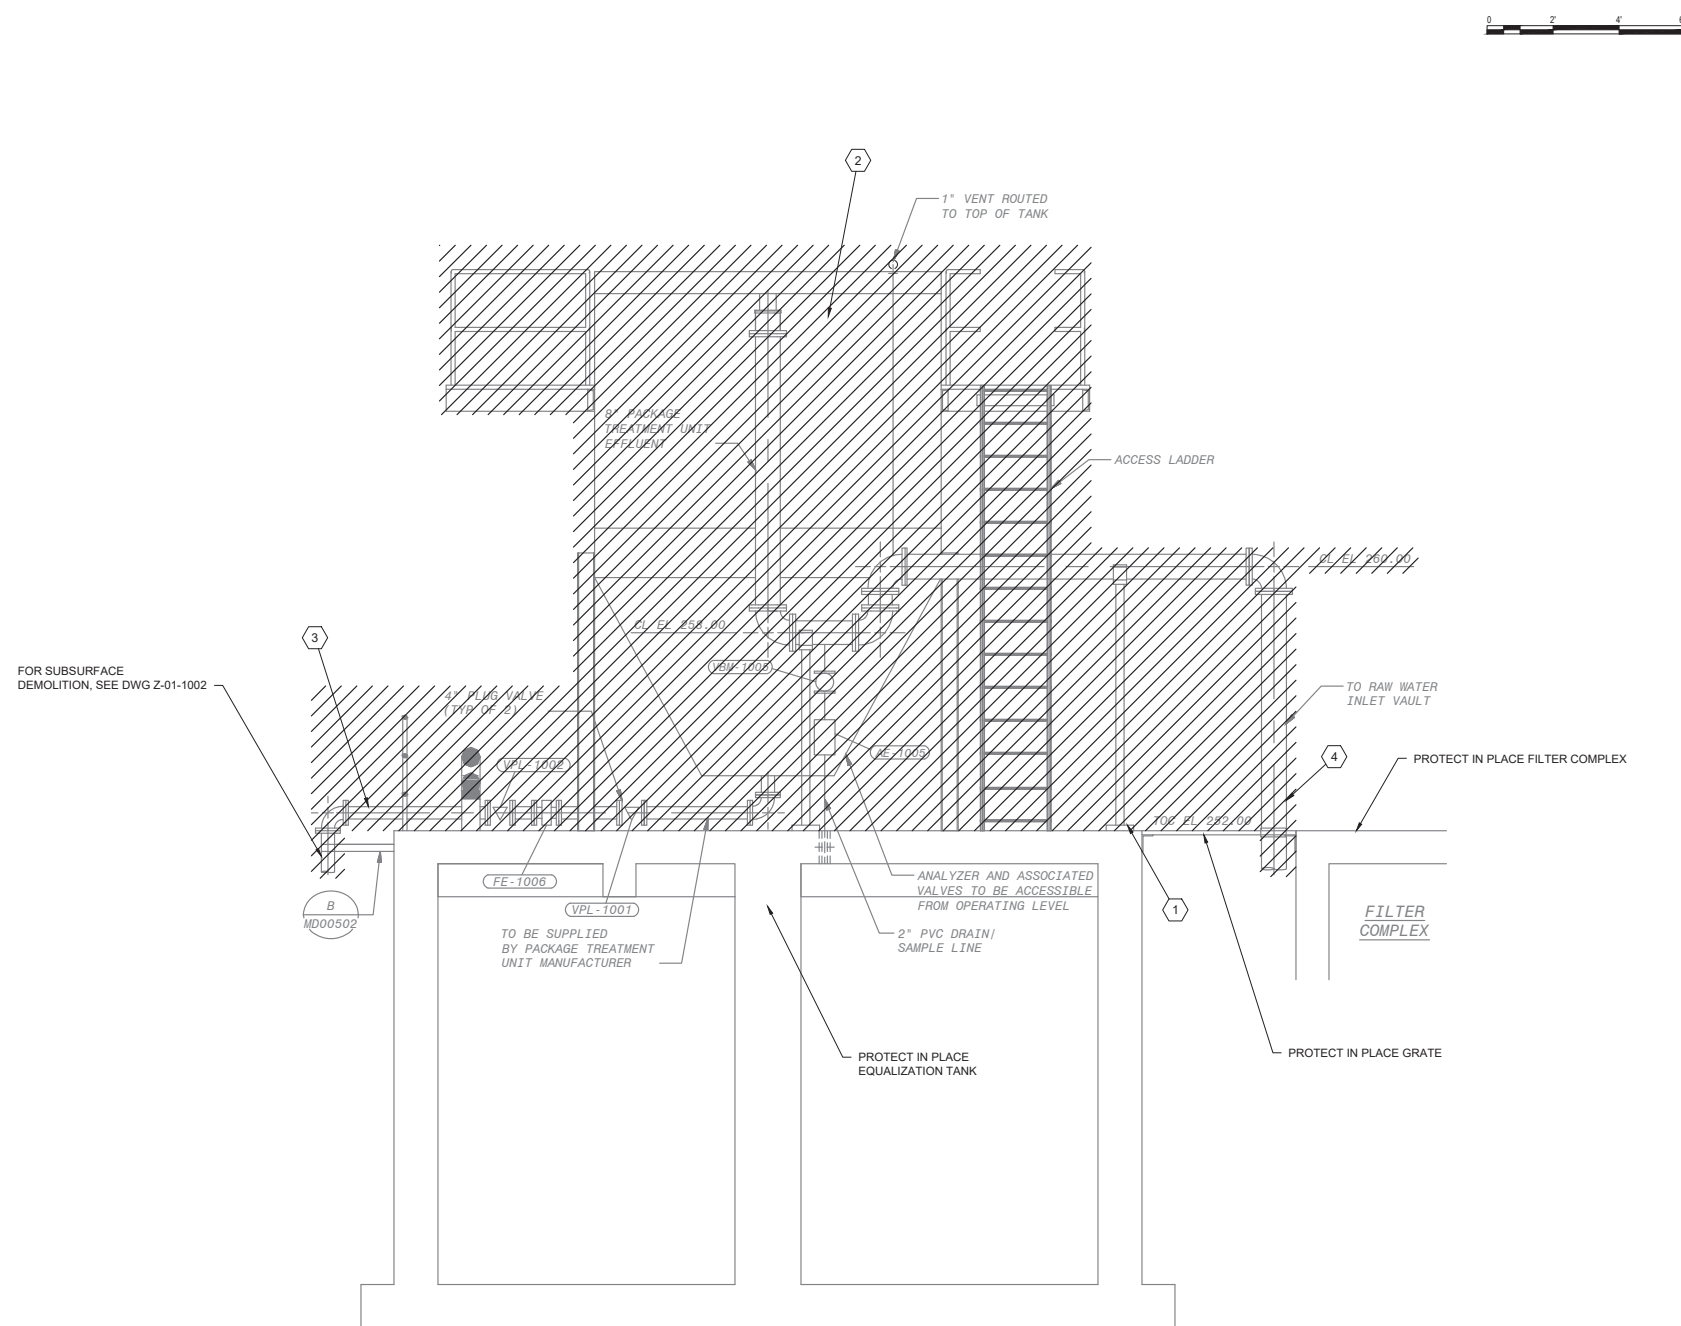 0 2' 4' 6
2
1" VENT ROUTED
TO TOP OF TANK
8" PACKAGE
TREATMENT UNIT
EFFLUENT
ACCESS LADDER
CL EL 260.00
CL EL 258.00
3
FOR SUBSURFACE
DEMOLITION, SEE DWG Z-01-1002
4" PLUG VALVE
(TYP OF 2)
VBM-1005
TO RAW WATER
INLET VAULT
AE-1005
VPL-1002
4
PROTECT IN PLACE FILTER COMPLEX
TOC EL 252.00
FE-1006
VPL-1001
B
MD00502
TO BE SUPPLIED
BY PACKAGE TREATMENT
UNIT MANUFACTURER
ANALYZER AND ASSOCIATED
VALVES TO BE ACCESSIBLE
FROM OPERATING LEVEL
1
2" PVC DRAIN/
SAMPLE LINE
FILTER
COMPLEX
PROTECT IN PLACE
EQUALIZATION TANK
PROTECT IN PLACE GRATE